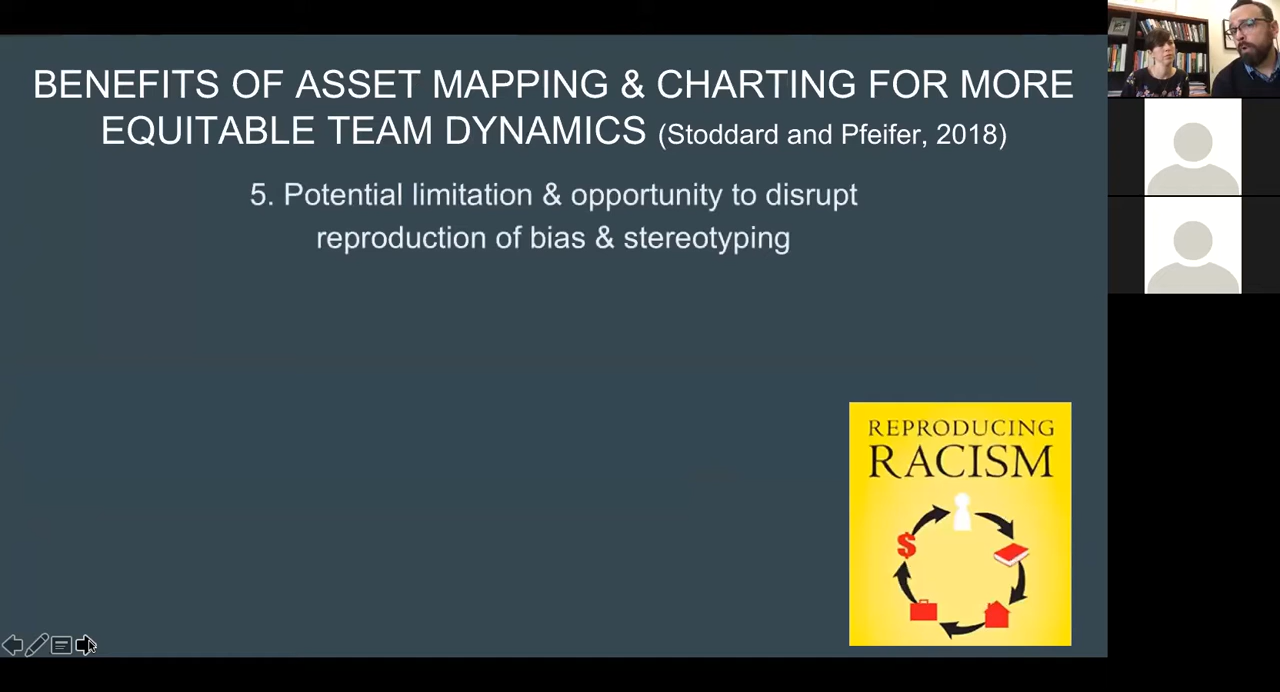 BENEFITS OF ASSET MAPPING & CHARTING FOR MORE
EQUITABLE TEAM DYNAMICS (Stoddard and Pfeifer, 2018)
5. Potential limitation & opportunity to disrupt
reproduction of bias & stereotyping
REPRODUCING
RACISM
$